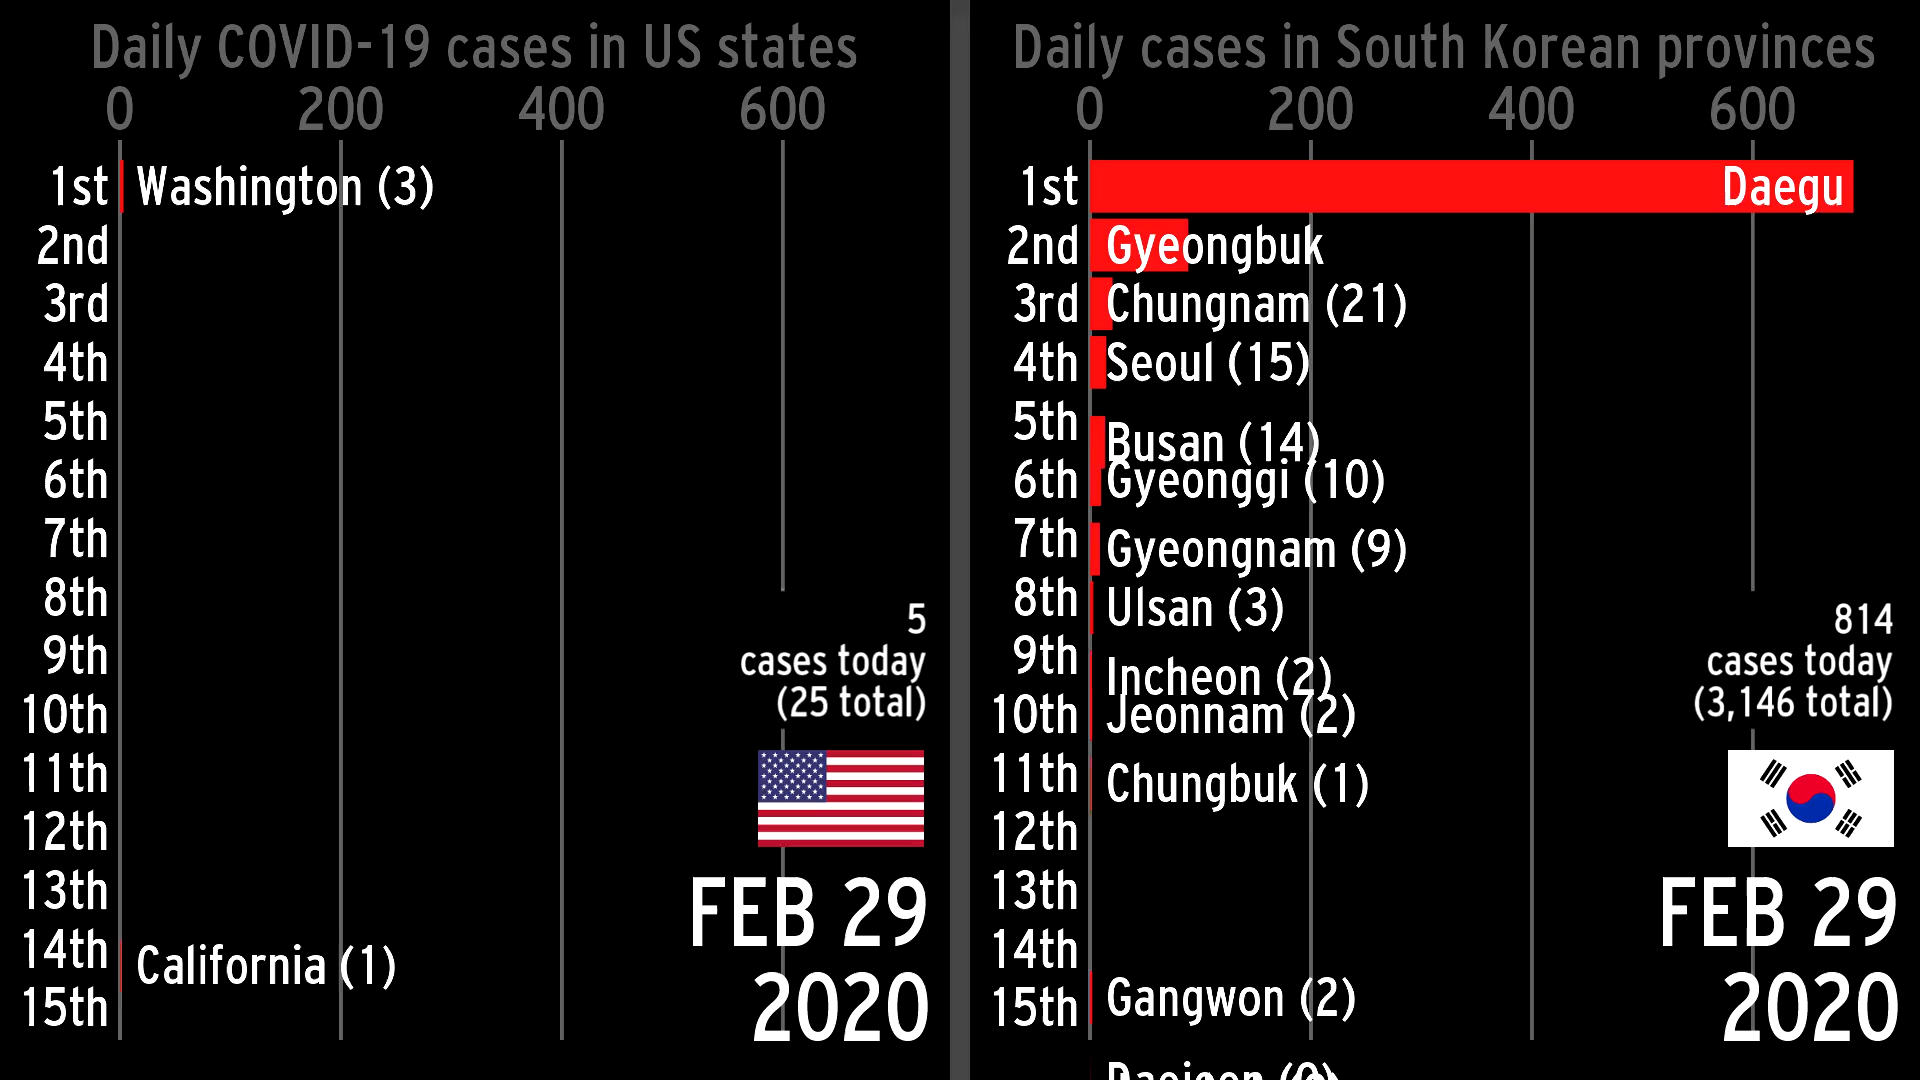 Daily COVID-19 cases in US states
0 200 400 600
1st Washington (3)
2nd
3rd
4th
5th
6th
7th
8th
9th
10th
11th
12th
13th
14th
California (1)
15th
5
cases today
(25 total)
FEB 29
2020
Daily cases in South Korean provinces
0 200 400 600
1st Daegu
2nd Gyeongbuk
3rd Chungnam (21)
4th Seoul (15)
5th
Busan (14)
6th Gyeonggi (10)
7th Gyeongnam (9)
8th Ulsan (3)
9th
Incheon (2)
10th Jeonnam (2)
11th Chungbuk (1)
12th
13th
14th
Gangwon (2)
15th
814
cases today
(3,146 total)
FEB 29
2020